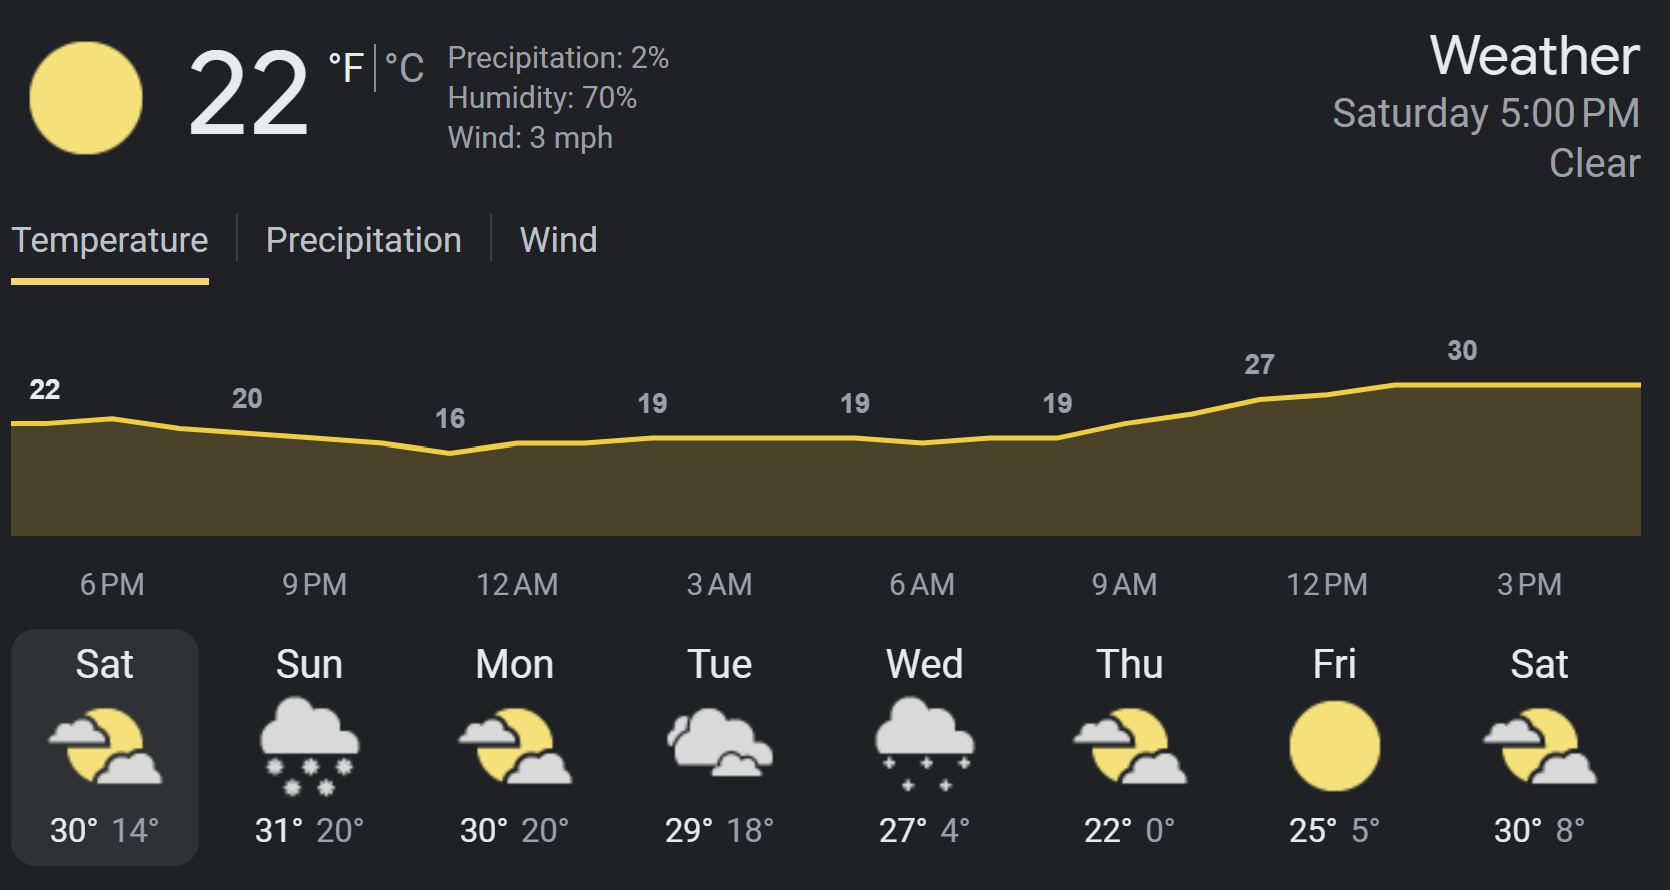 22 °F | °C
Precipitation: 2%
Humidity: 70%
Wind: 3 mph
Weather
Saturday 5:00 PM
Clear
Temperature | Precipitation | Wind
22 20 16 19 19 19 27 30
6 PM 9 PM 12 AM 3 AM 6 AM 9 AM 12 PM 3 PM
Sat Sun Mon Tue Wed Thu Fri Sat
30° 14° 31° 20° 30° 20° 29° 18° 27° 4° 22° 0° 25° 5° 30° 8°